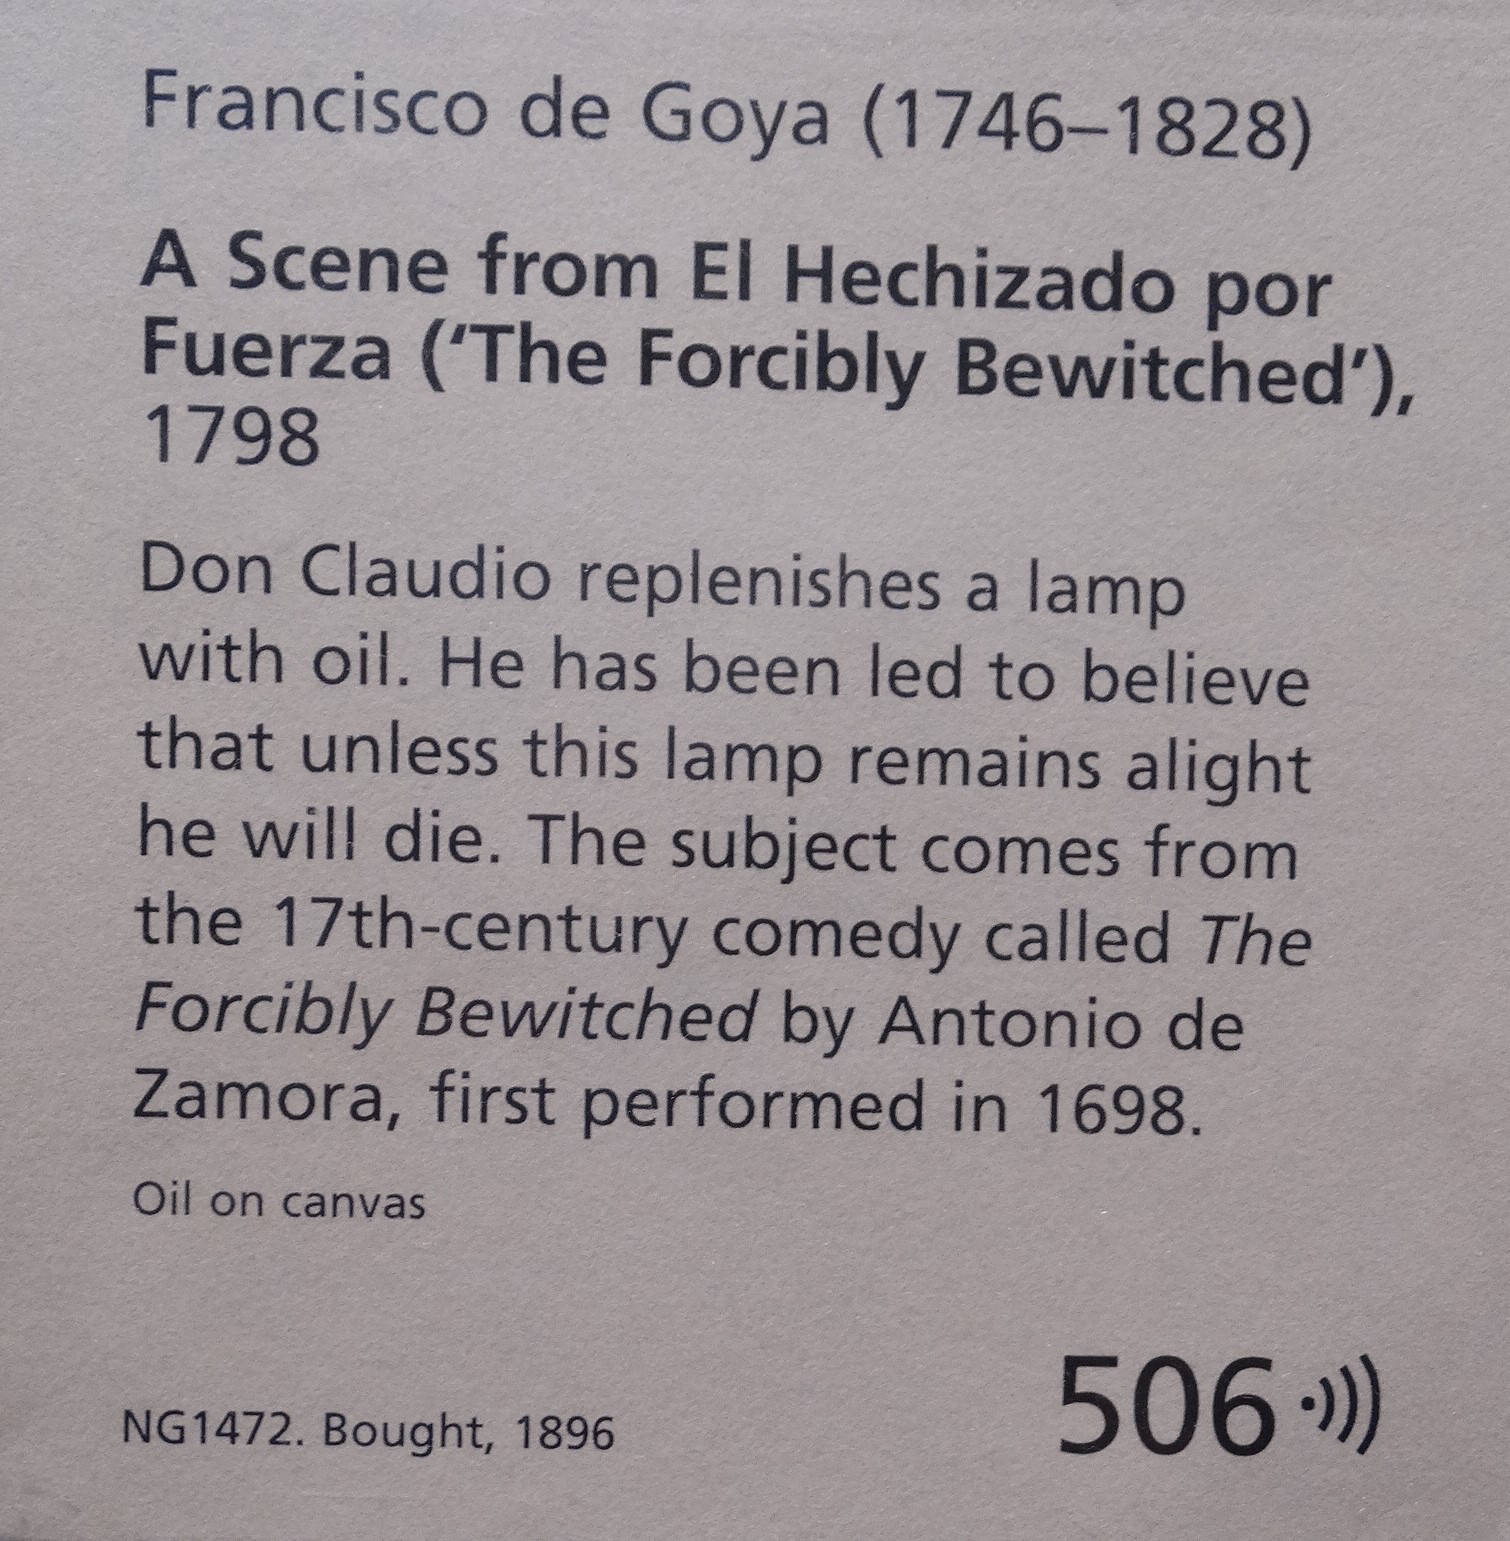 Francisco de Goya (1746–1828)
A Scene from El Hechizado por
Fuerza (‘The Forcibly Bewitched’),
1798
Don Claudio replenishes a lamp
with oil. He has been led to believe
that unless this lamp remains alight
he will die. The subject comes from
the 17th-century comedy called The
Forcibly Bewitched by Antonio de
Zamora, first performed in 1698.
Oil on canvas
NG1472. Bought, 1896
506